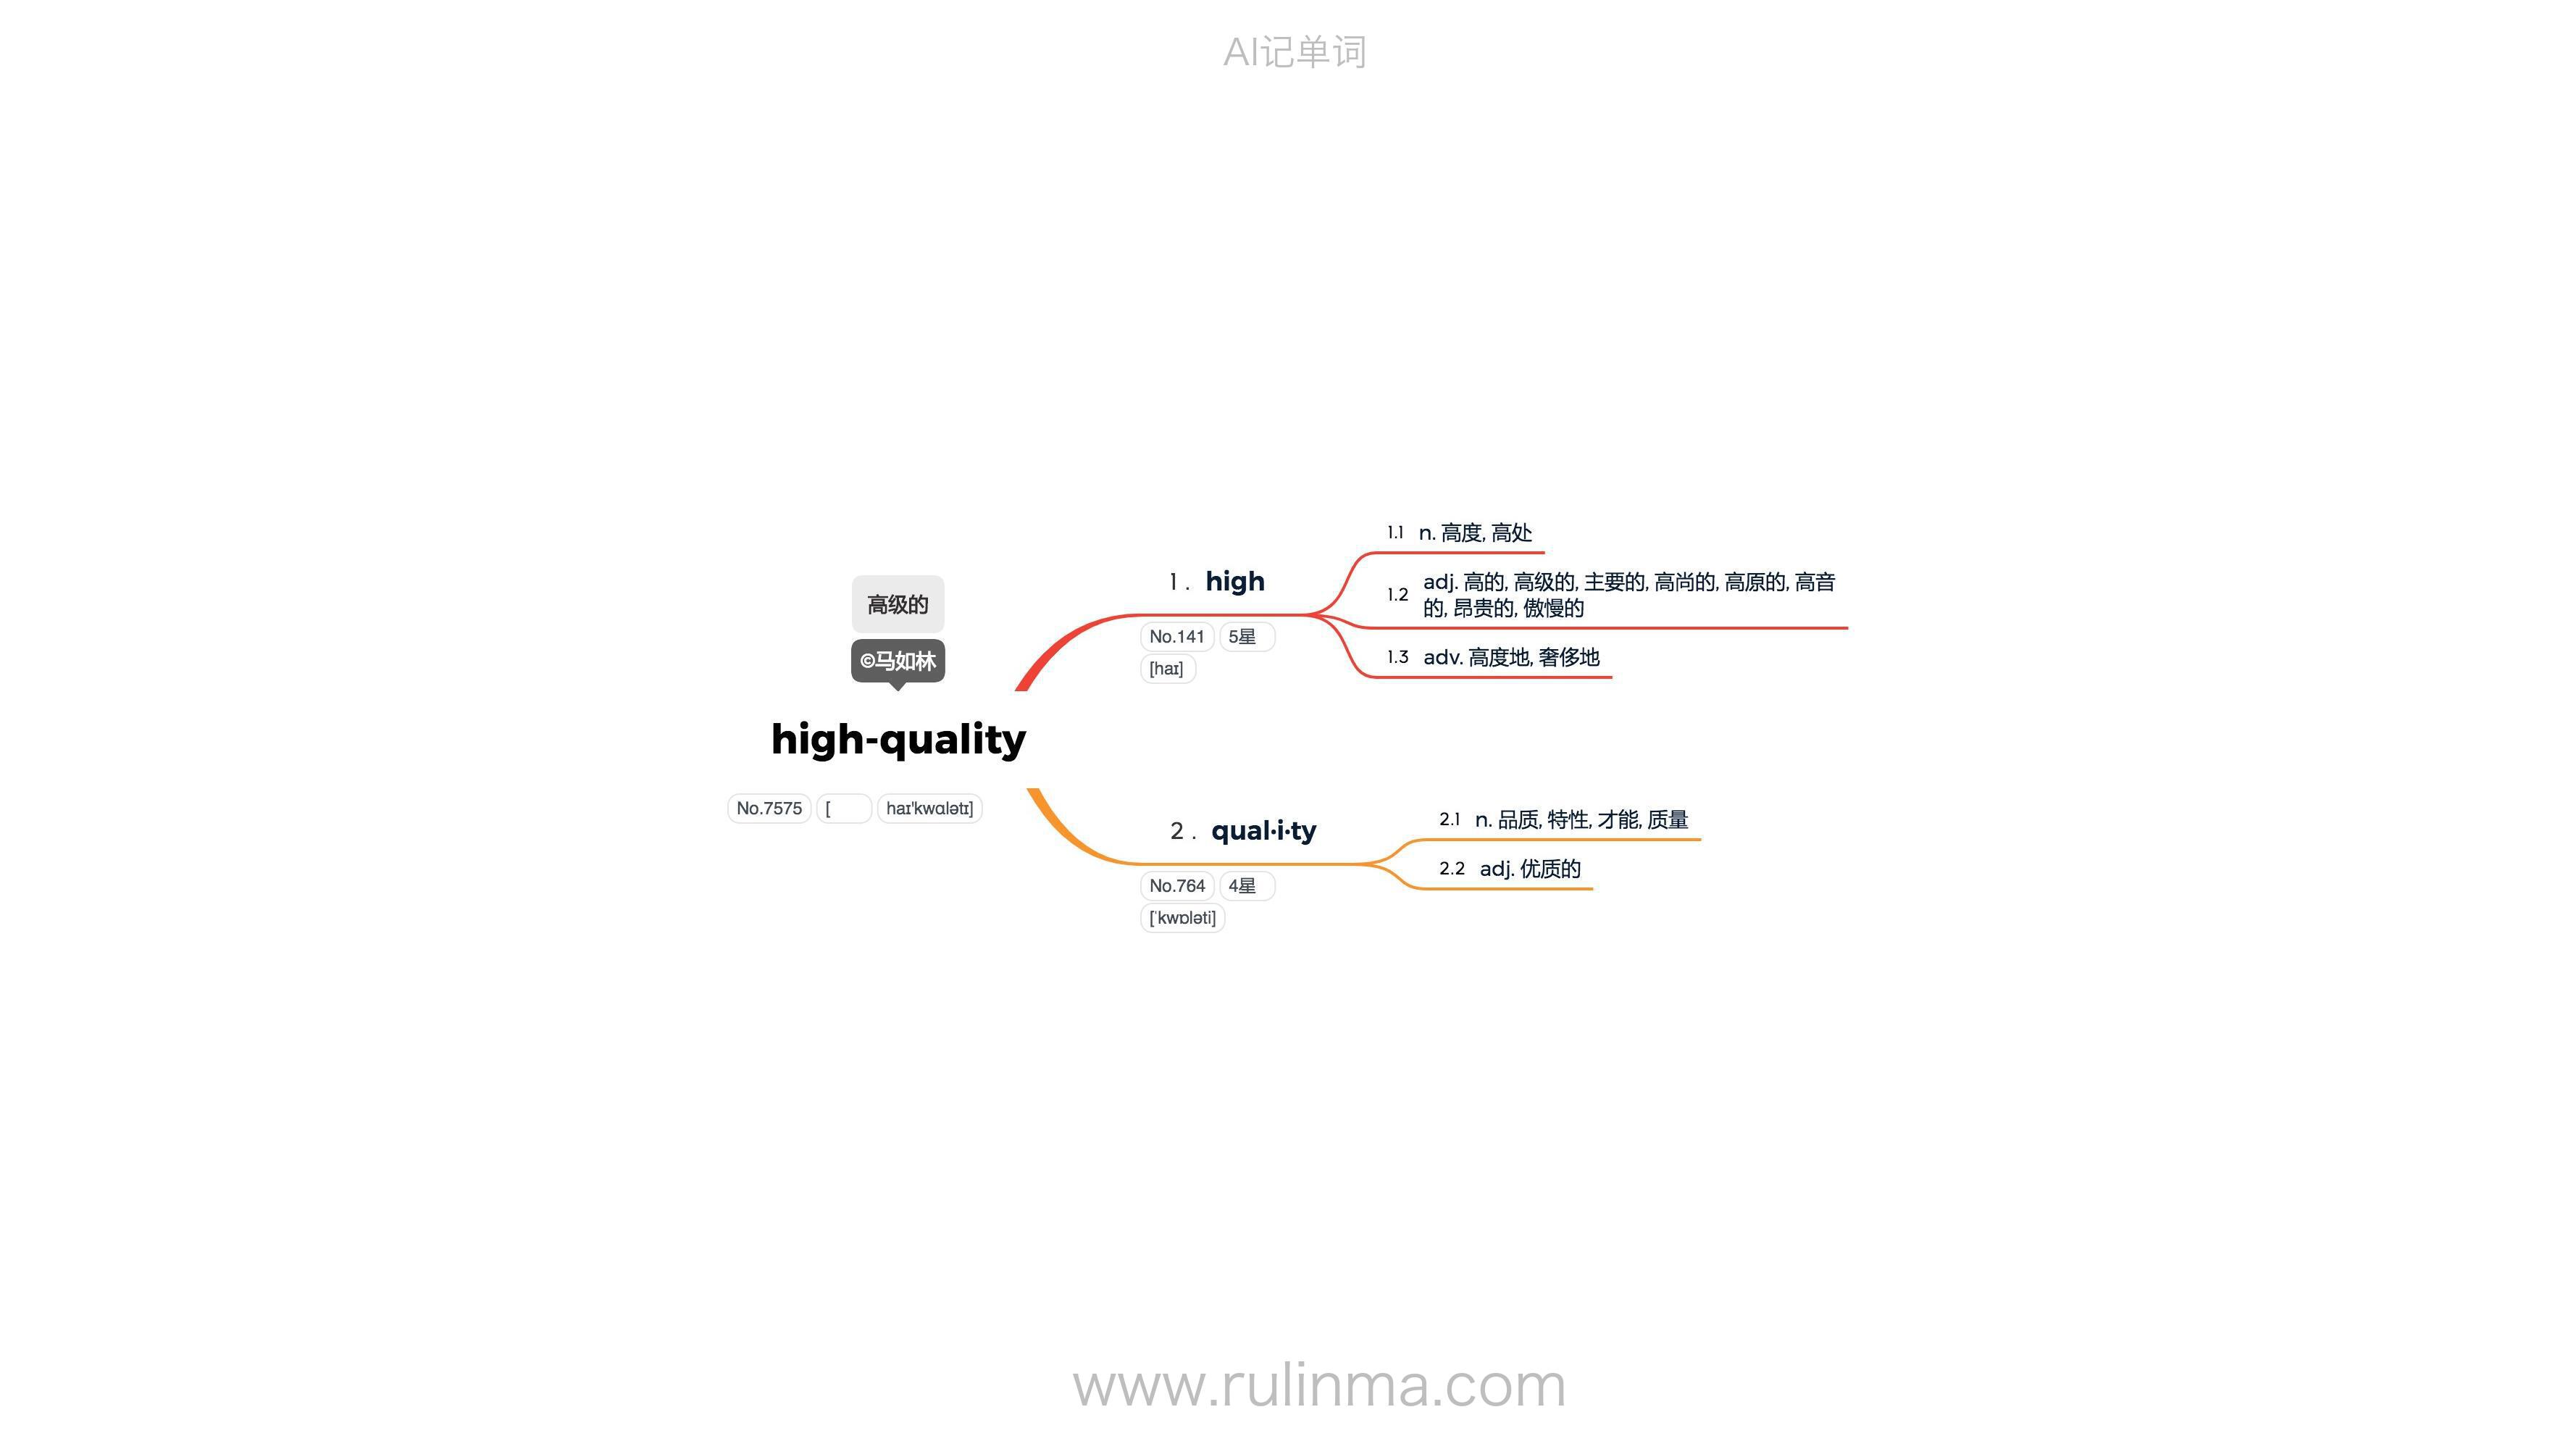 AI记单词
高级的
©马如林
high-quality
No.7575 [ haɪ'kwɑlətɪ]
1 . high
No.141 5星
[haɪ]
1.1 n. 高度, 高处
1.2 adj. 高的, 高级的, 主要的, 高尚的, 高原的, 高音
的, 昂贵的, 傲慢的
1.3 adv. 高度地, 奢侈地
2 . qual·i·ty
No.764 4星
[ˈkwɒləti]
2.1 n. 品质, 特性, 才能, 质量
2.2 adj. 优质的
www.rulinma.com